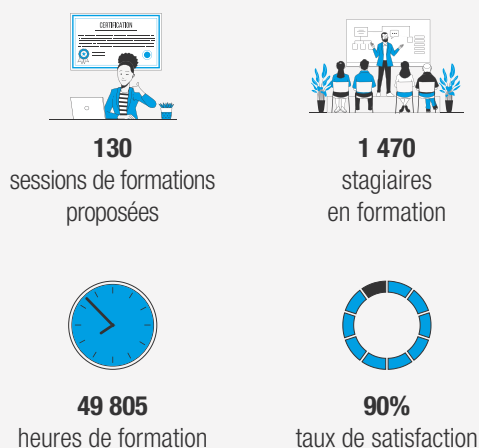 CERTIFICATION
130
sessions de formations
proposées
1 470
stagiaires
en formation
49 805
heures de formation
90%
taux de satisfaction